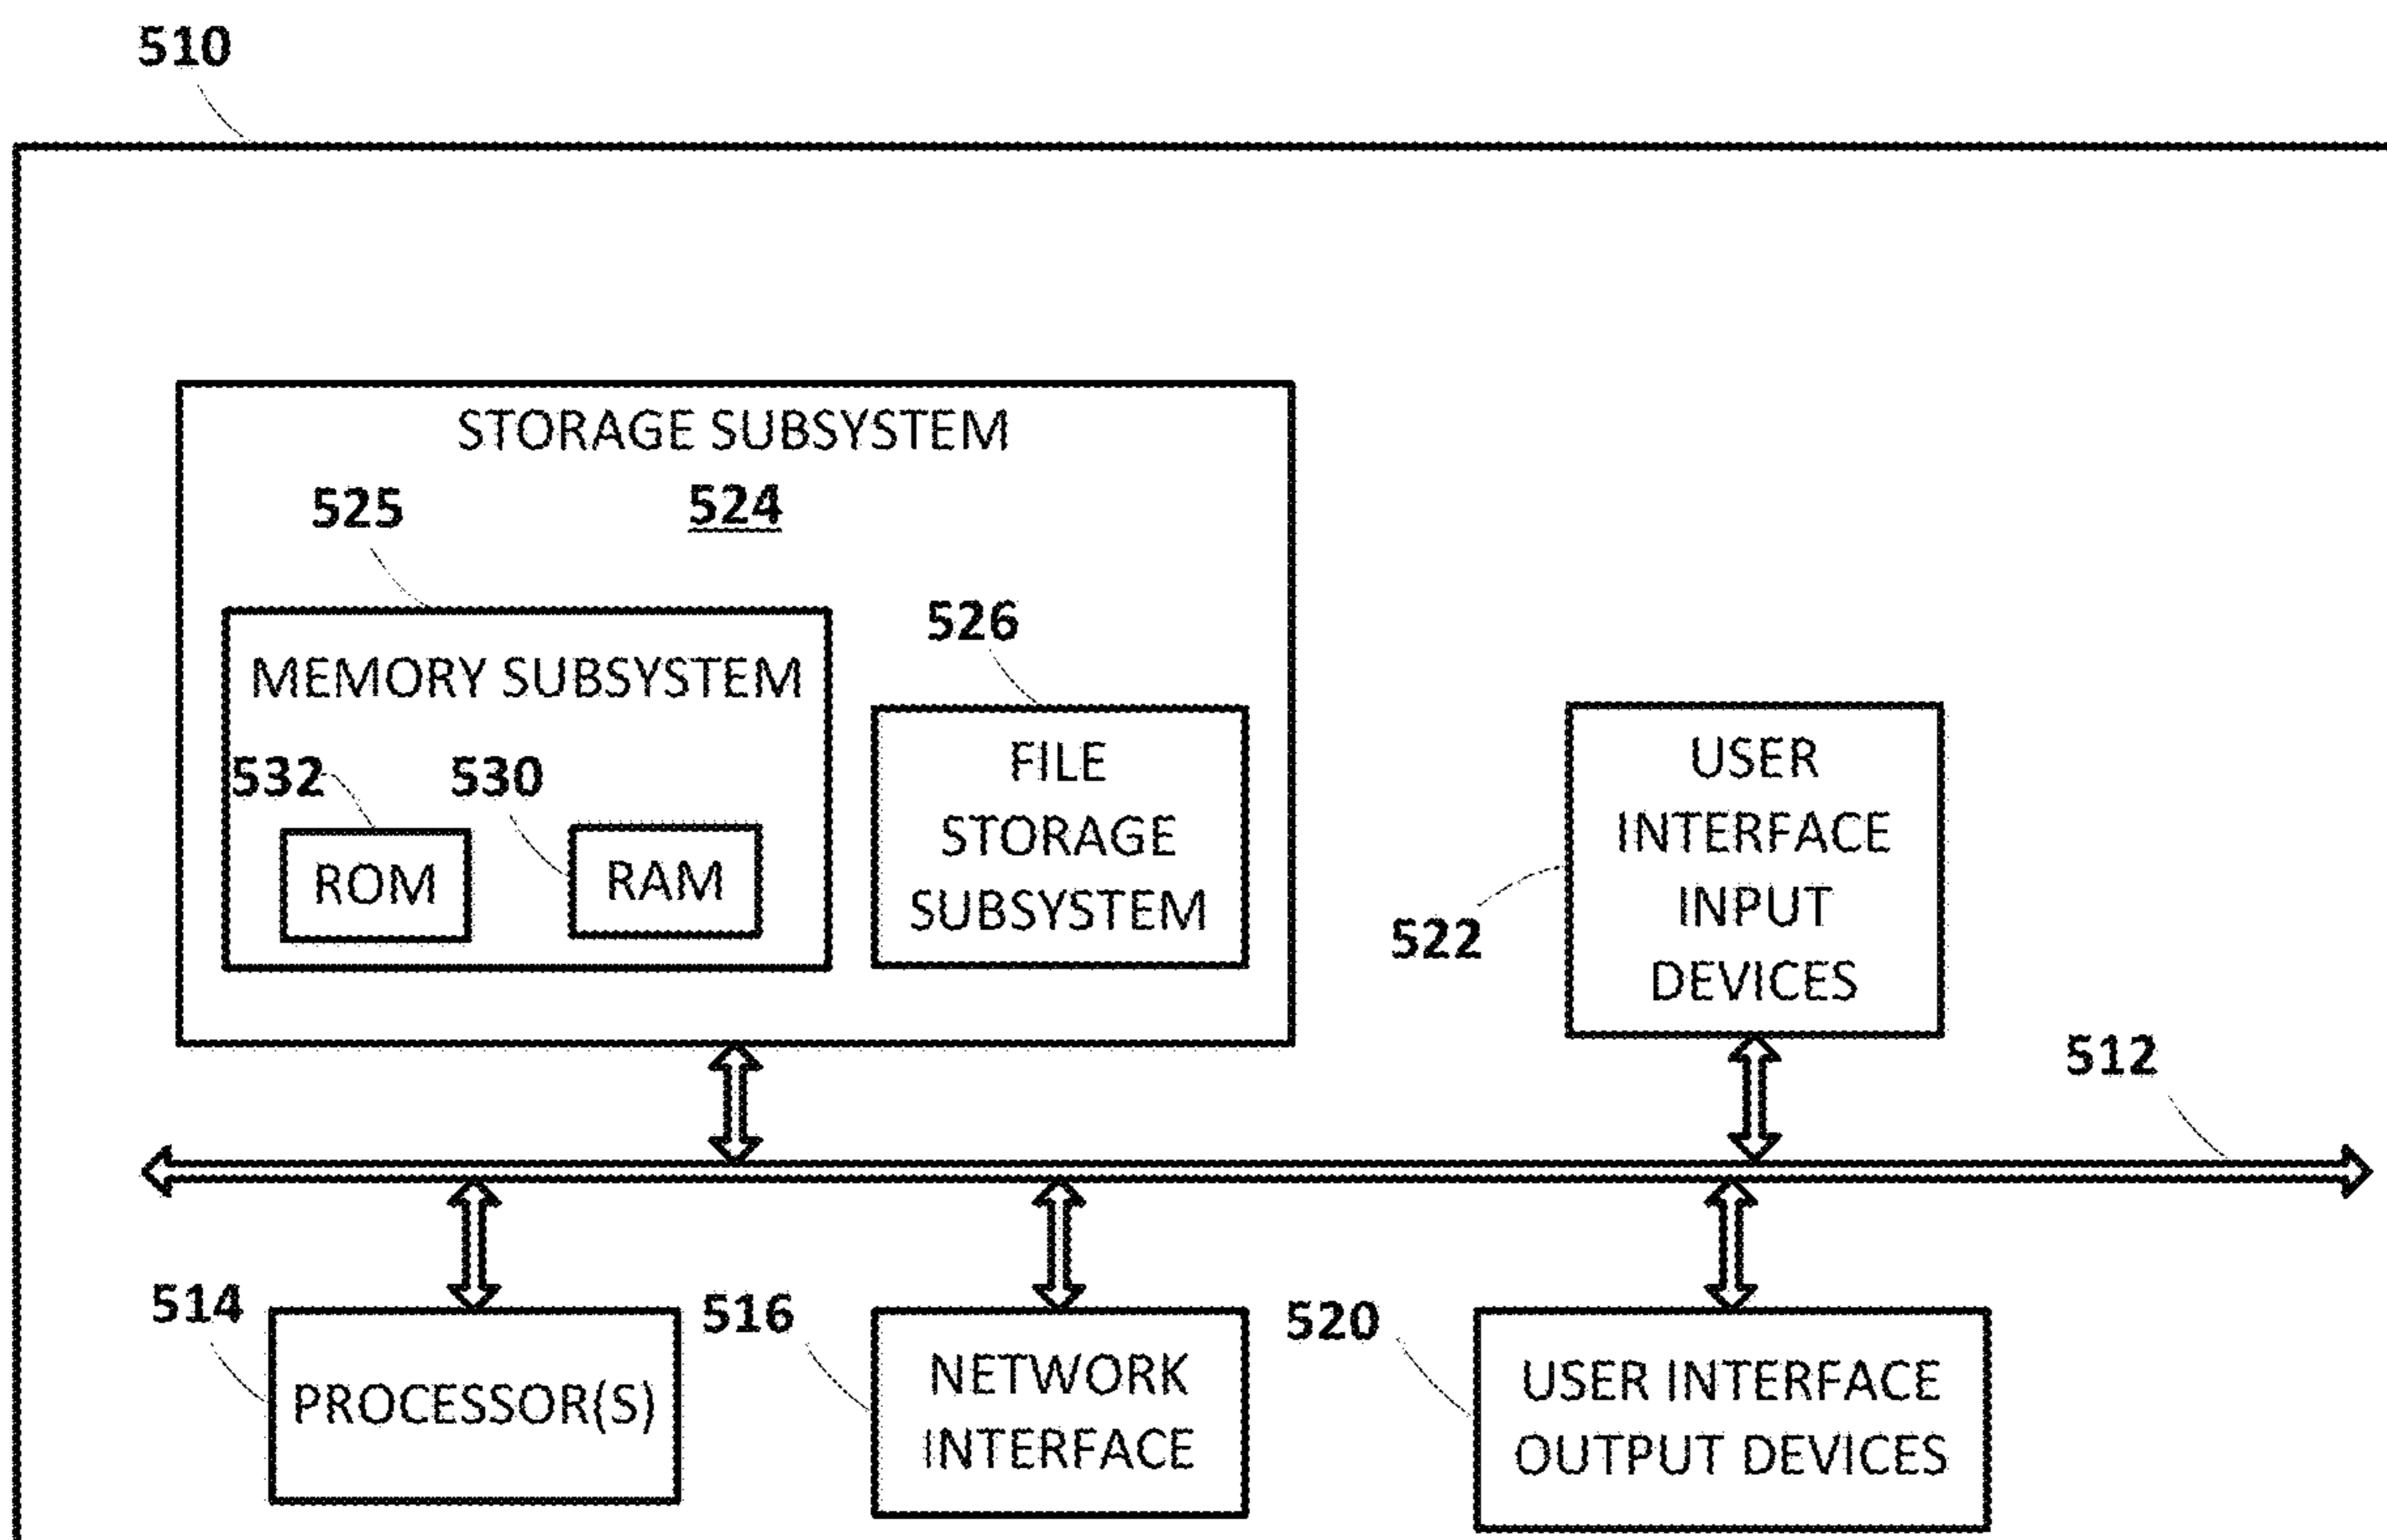 510
STORAGE SUBSYSTEM
525
524
526
MEMORY SUBSYSTEM
532
530
ROM
RAM
FILE
STORAGE
SUBSYSTEM
USER
INTERFACE
INPUT
DEVICES
522
512
514
PROCESSOR(S)
516
NETWORK
INTERFACE
520
USER INTERFACE
OUTPUT DEVICES